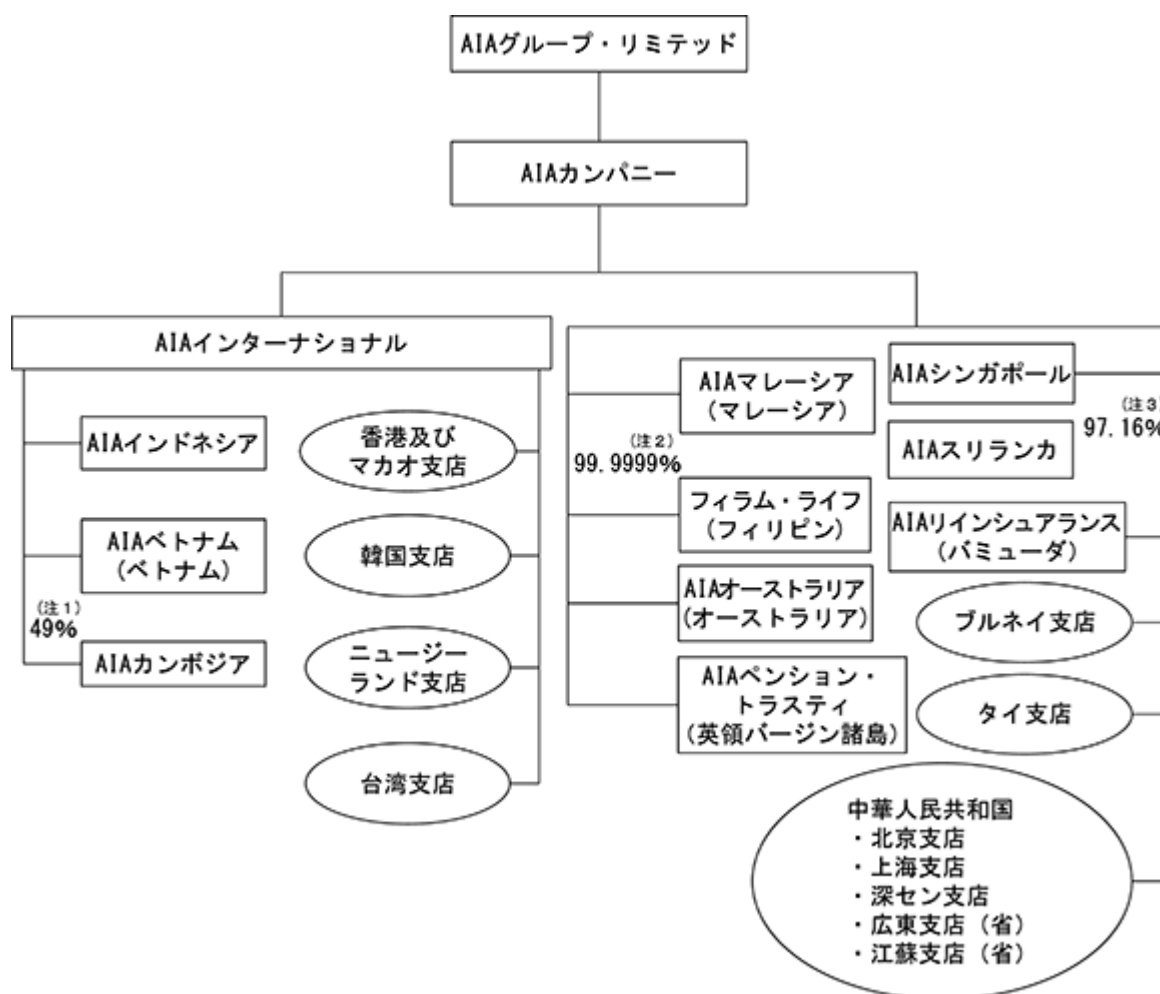 AIAグループ・リミテッド
AIAカンパニー
AIAインターナショナル
AIAインドネシア
AIAベトナム
(ベトナム)
(注1)
49%
AIAカンボジア
香港及び
マカオ支店
韓国支店
ニュージー
ランド支店
台湾支店
AIAマレーシア
(マレーシア)
(注2)
99.9999%
フィラム・ライフ
(フィリピン)
AIAオーストラリア
(オーストラリア)
AIAペンション・
トラスティ
(英領バージン諸島)
AIAシンガポール
(注3)
97.16%
AIAスリランカ
AIAリインシュアランス
(バミューダ)
ブルネイ支店
タイ支店
中華人民共和国
・北京支店
・上海支店
・深セン支店
・広東支店（省）
・江蘇支店（省）